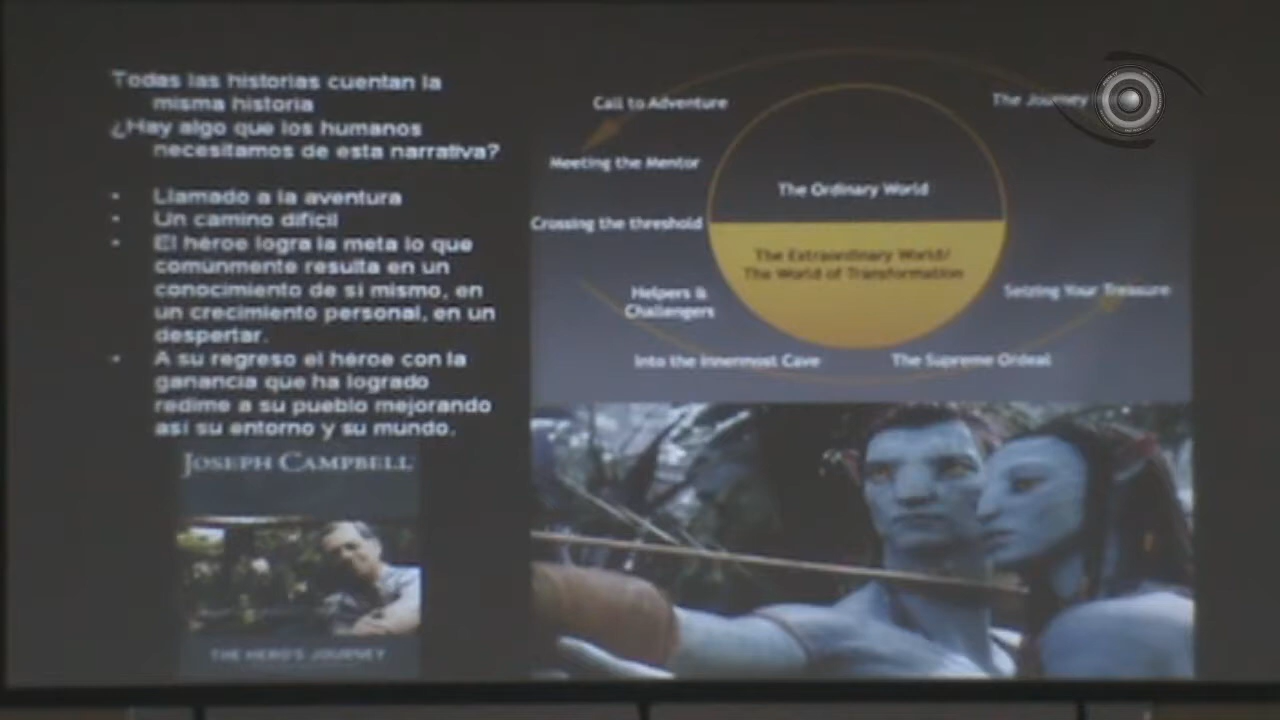 Todas las historias cuentan la
misma historia
¿Hay algo que los humanos
necesitamos de esta narrativa?
• Llamado a la aventura
• Un camino difícil
• El héroe logra la meta lo que
comúnmente resulta en un
conocimiento de si mismo, en
un crecimiento personal, en un
despertar.
• A su regreso el héroe con la
ganancia que ha logrado
redime a su pueblo mejorando
así su entorno y su mundo.
JOSEPH CAMPBELL
THE HERO'S JOURNEY
Call to Adventure
The Journey
Meeting the Mentor
The Ordinary World
Crossing the threshold
The Extraordinary World/
The World of Transformation
Helpers &
Challengers
Seizing Your Treasure
Into the Innermost Cave
The Supreme Ordeal